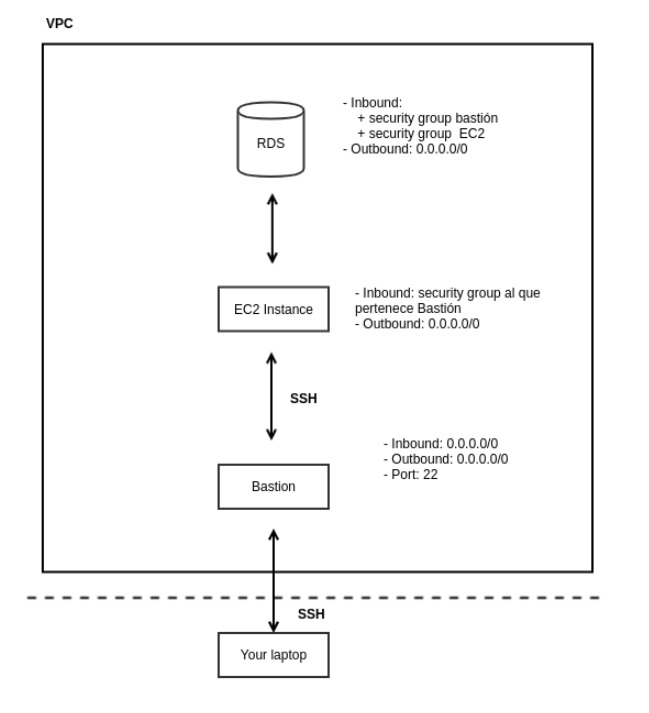 VPC
RDS
- Inbound:
+ security group bastión
+ security group  EC2
- Outbound: 0.0.0.0/0
EC2 Instance
- Inbound: security group al que
pertenece Bastión
- Outbound: 0.0.0.0/0
SSH
- Inbound: 0.0.0.0/0
- Outbound: 0.0.0.0/0
- Port: 22
Bastion
SSH
Your laptop